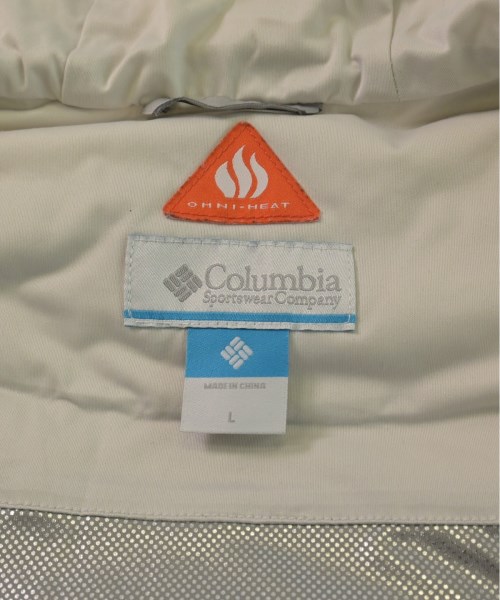 OMNI-HEAT
Columbia
Sportswear Company
MADE IN CHINA
L